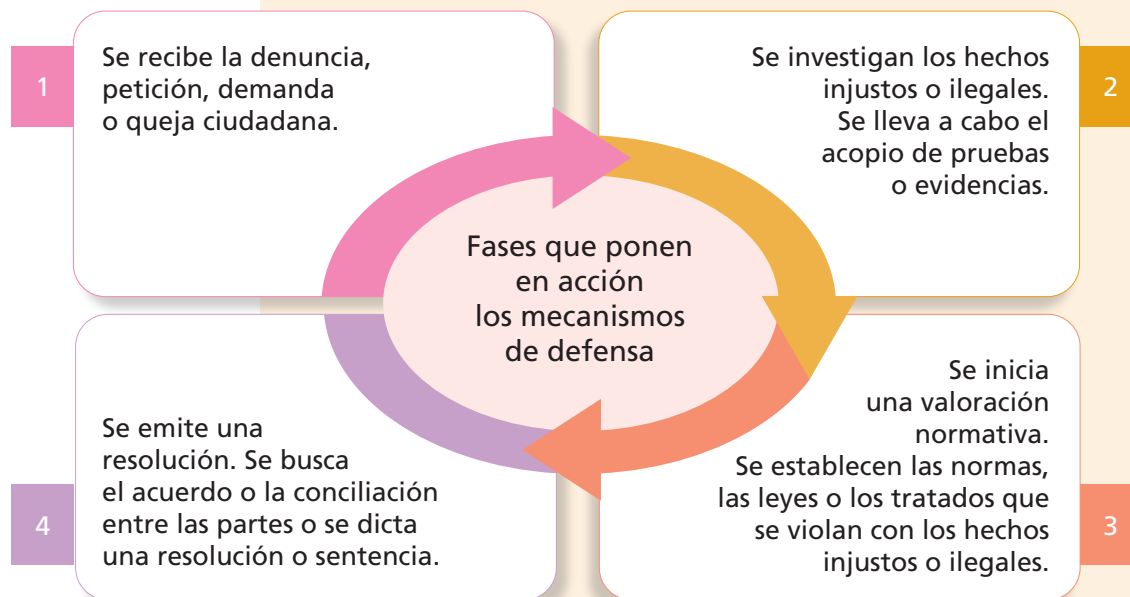 1
Se recibe la denuncia,
petición, demanda
o queja ciudadana.
2
Se investigan los hechos
injustos o ilegales.
Se lleva a cabo el
acopio de pruebas
o evidencias.
Fases que ponen
en acción
los mecanismos
de defensa
3
Se inicia
una valoración
normativa.
Se establecen las normas,
las leyes o los tratados que
se violan con los hechos
injustos o ilegales.
4
Se emite una
resolución. Se busca
el acuerdo o la conciliación
entre las partes o se dicta
una resolución o sentencia.